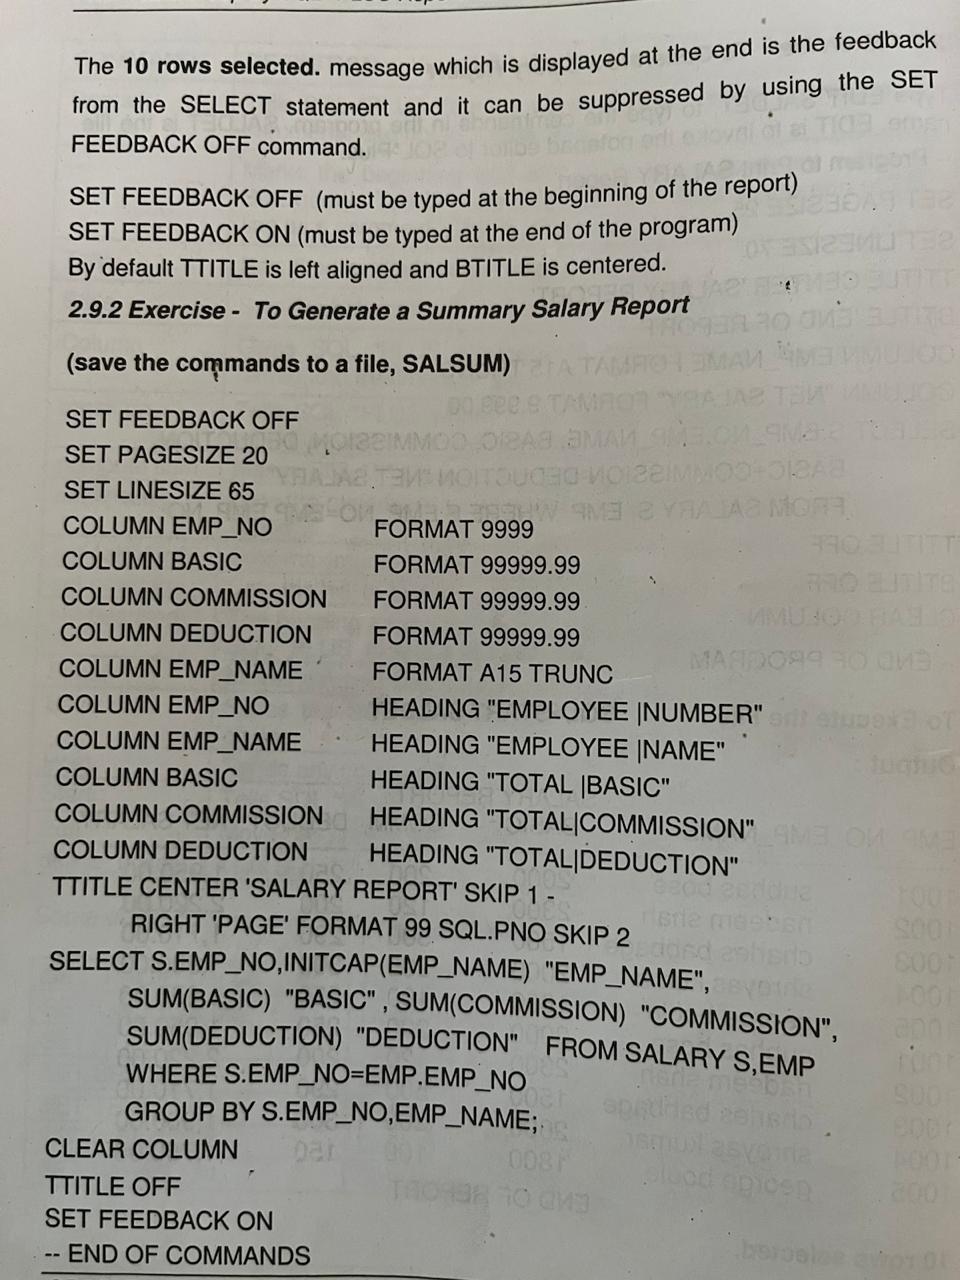 The 10 rows selected. message which is displayed at the end is the feedback
from the SELECT statement and it can be suppressed by using the SET
FEEDBACK OFF command.
SET FEEDBACK OFF (must be typed at the beginning of the report)
SET FEEDBACK ON (must be typed at the end of the program)
By default TTITLE is left aligned and BTITLE is centered.
2.9.2 Exercise - To Generate a Summary Salary Report
(save the commands to a file, SALSUM)
SET FEEDBACK OFF
SET PAGESIZE 20
SET LINESIZE 65
COLUMN EMP_NO FORMAT 9999
COLUMN BASIC FORMAT 99999.99
COLUMN COMMISSION FORMAT 99999.99
COLUMN DEDUCTION FORMAT 99999.99
COLUMN EMP_NAME FORMAT A15 TRUNC
COLUMN EMP_NO HEADING "EMPLOYEE |NUMBER"
COLUMN EMP_NAME HEADING "EMPLOYEE |NAME"
COLUMN BASIC HEADING "TOTAL |BASIC"
COLUMN COMMISSION HEADING "TOTAL|COMMISSION"
COLUMN DEDUCTION HEADING "TOTAL|DEDUCTION"
TTITLE CENTER 'SALARY REPORT' SKIP 1 -
RIGHT 'PAGE' FORMAT 99 SQL.PNO SKIP 2
SELECT S.EMP_NO,INITCAP(EMP_NAME) "EMP_NAME",
SUM(BASIC) "BASIC" , SUM(COMMISSION) "COMMISSION",
SUM(DEDUCTION) "DEDUCTION" FROM SALARY S,EMP
WHERE S.EMP_NO=EMP.EMP_NO
GROUP BY S.EMP_NO,EMP_NAME;
CLEAR COLUMN
TTITLE OFF
SET FEEDBACK ON
-- END OF COMMANDS